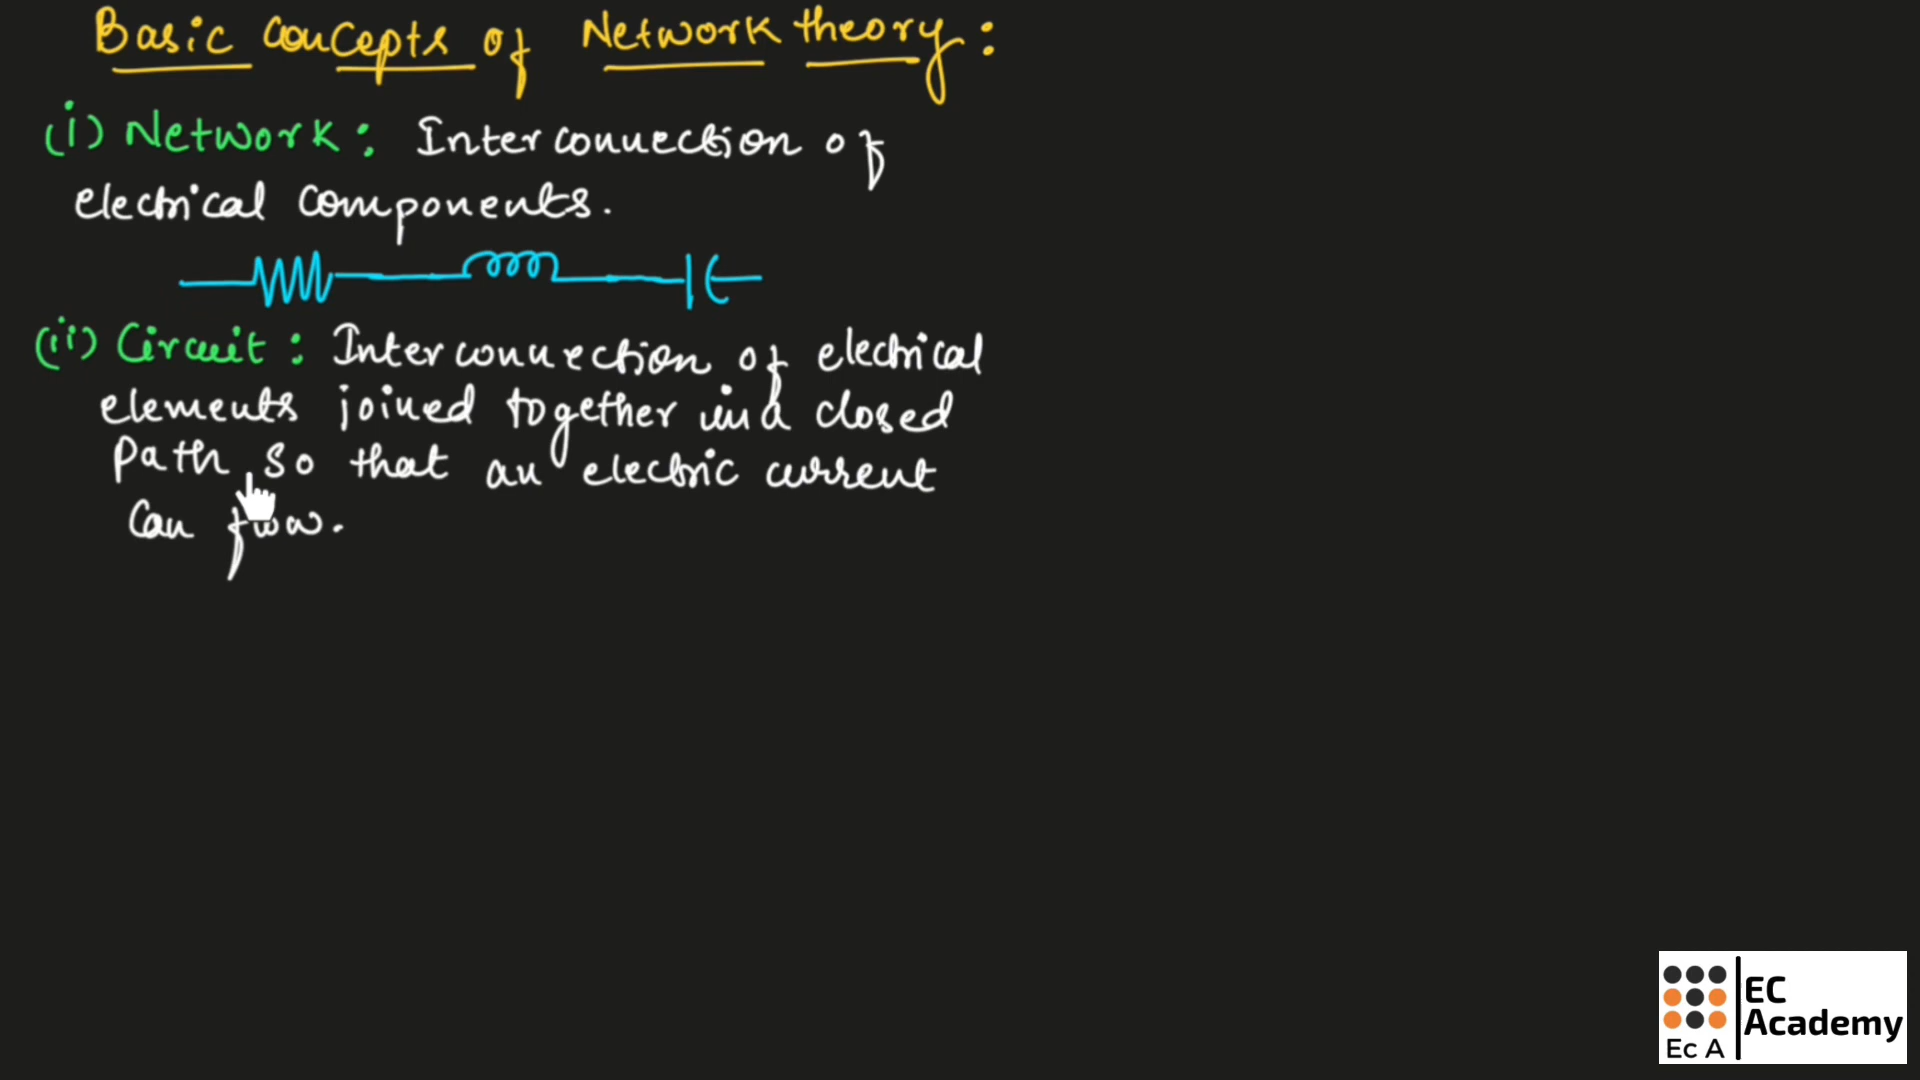 Basic Concepts of Network theory:
(i) Network: Interconnection of
electrical components.
(ii) Circuit: Interconnection of electrical
elements joined together in a closed
Path so that an electric current
Can flow.
EC
Academy
Ec A